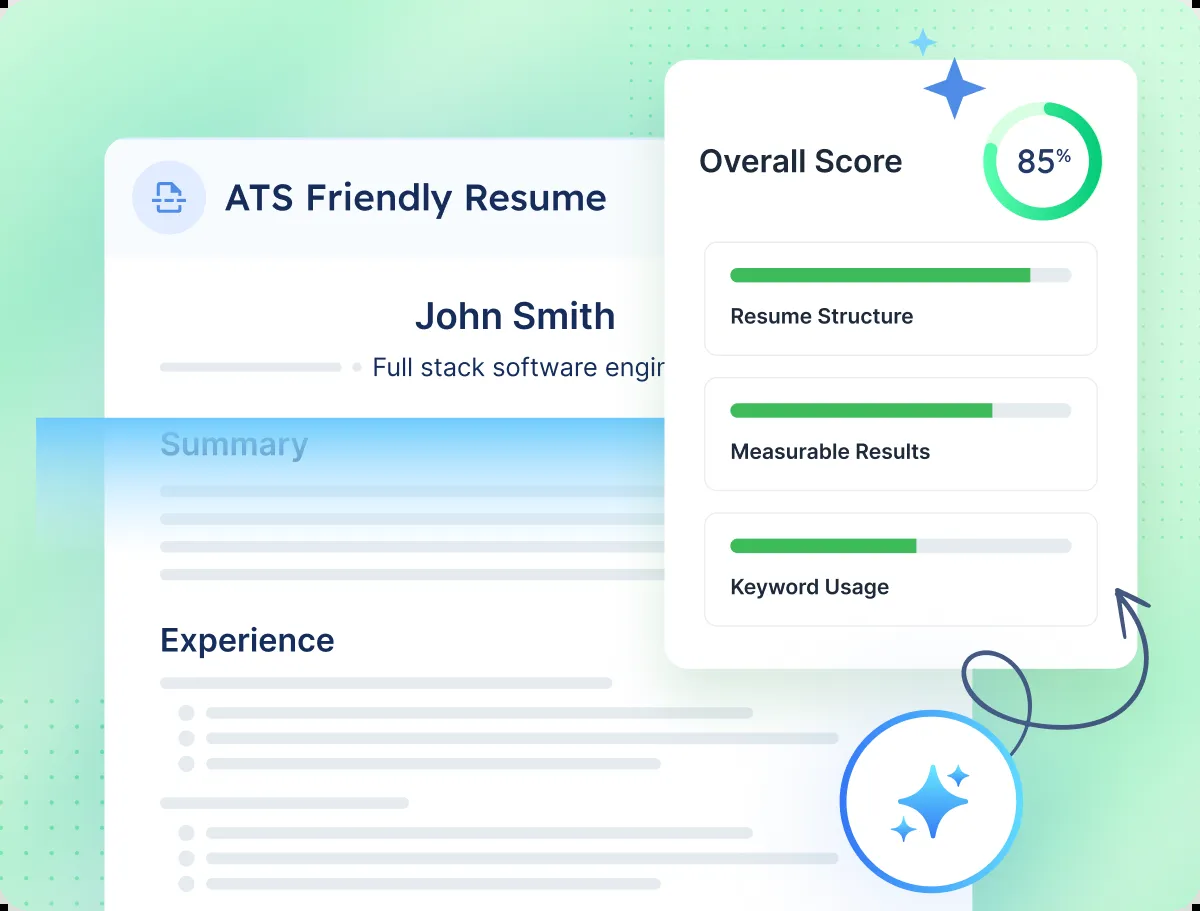 ATS Friendly Resume
John Smith
Full stack software engir
Summary
Experience
Overall Score
85%
Resume Structure
Measurable Results
Keyword Usage